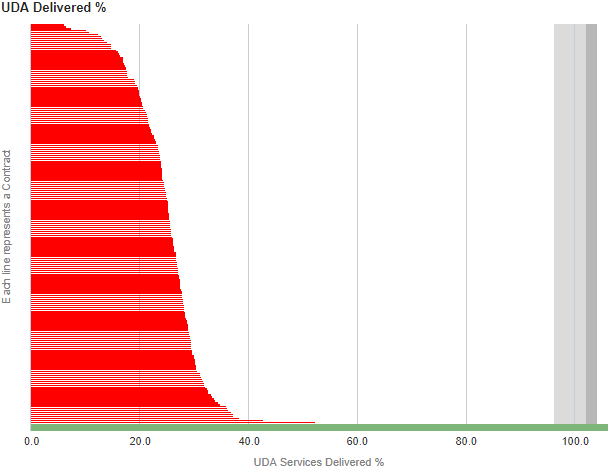 UDA Delivered %
Each line represents a Contract
0.0 20.0 40.0 60.0 80.0 100.0
UDA Services Delivered %